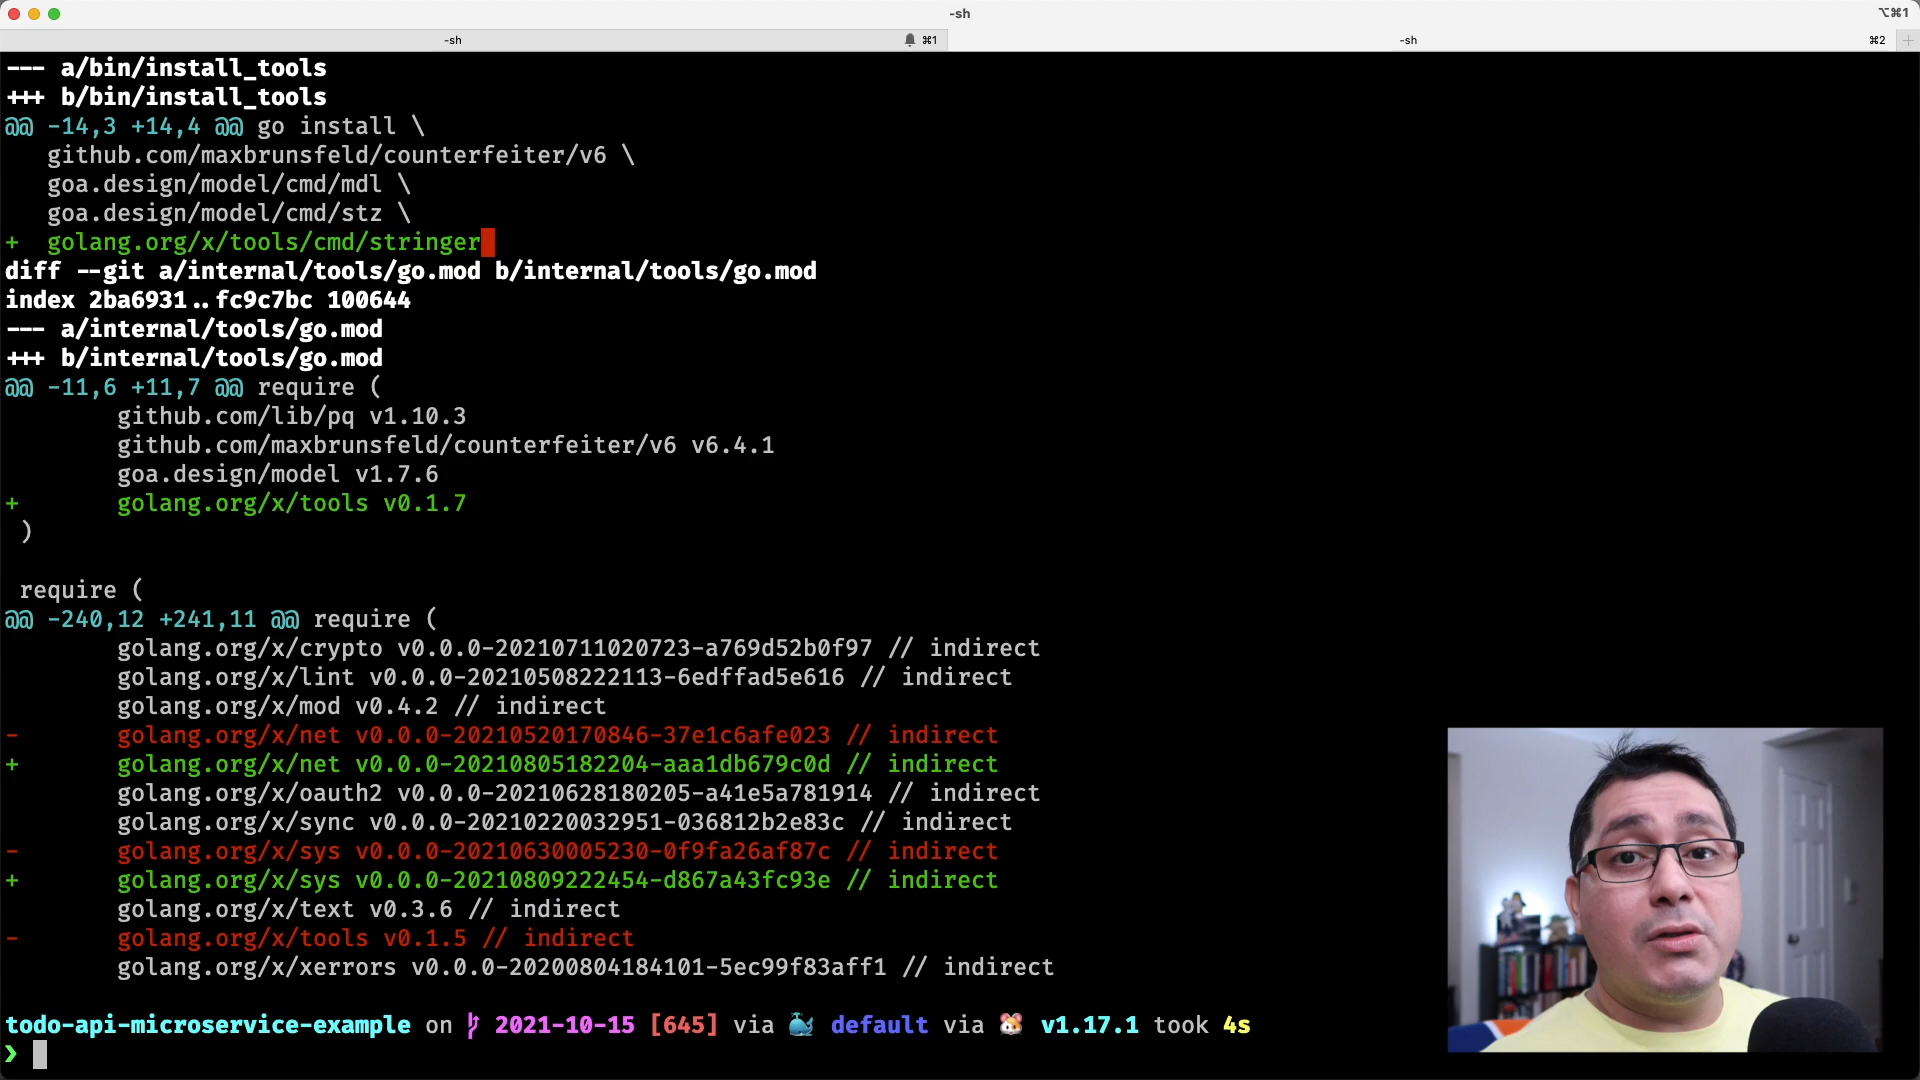 -sh
⌥⌘1
-sh ⌘1
-sh ⌘2
--- a/bin/install_tools
+++ b/bin/install_tools
@@ -14,3 +14,4 @@ go install \
github.com/maxbrunsfeld/counterfeiter/v6 \
goa.design/model/cmd/mdl \
goa.design/model/cmd/stz \
+ golang.org/x/tools/cmd/stringer
diff --git a/internal/tools/go.mod b/internal/tools/go.mod
index 2ba6931..fc9c7bc 100644
--- a/internal/tools/go.mod
+++ b/internal/tools/go.mod
@@ -11,6 +11,7 @@ require (
github.com/lib/pq v1.10.3
github.com/maxbrunsfeld/counterfeiter/v6 v6.4.1
goa.design/model v1.7.6
+ golang.org/x/tools v0.1.7
)
require (
@@ -240,12 +241,11 @@ require (
golang.org/x/crypto v0.0.0-20210711020723-a769d52b0f97 // indirect
golang.org/x/lint v0.0.0-20210508222113-6edffad5e616 // indirect
golang.org/x/mod v0.4.2 // indirect
- golang.org/x/net v0.0.0-20210520170846-37e1c6afe023 // indirect
+ golang.org/x/net v0.0.0-20210805182204-aaa1db679c0d // indirect
golang.org/x/oauth2 v0.0.0-20210628180205-a41e5a781914 // indirect
golang.org/x/sync v0.0.0-20210220032951-036812b2e83c // indirect
- golang.org/x/sys v0.0.0-20210630005230-0f9fa26af87c // indirect
+ golang.org/x/sys v0.0.0-20210809222454-d867a43fc93e // indirect
golang.org/x/text v0.3.6 // indirect
- golang.org/x/tools v0.1.5 // indirect
golang.org/x/xerrors v0.0.0-20200804184101-5ec99f83aff1 // indirect
todo-api-microservice-example on 2021-10-15 [645] via 🐳 default via 🐹 v1.17.1 took 4s
❯